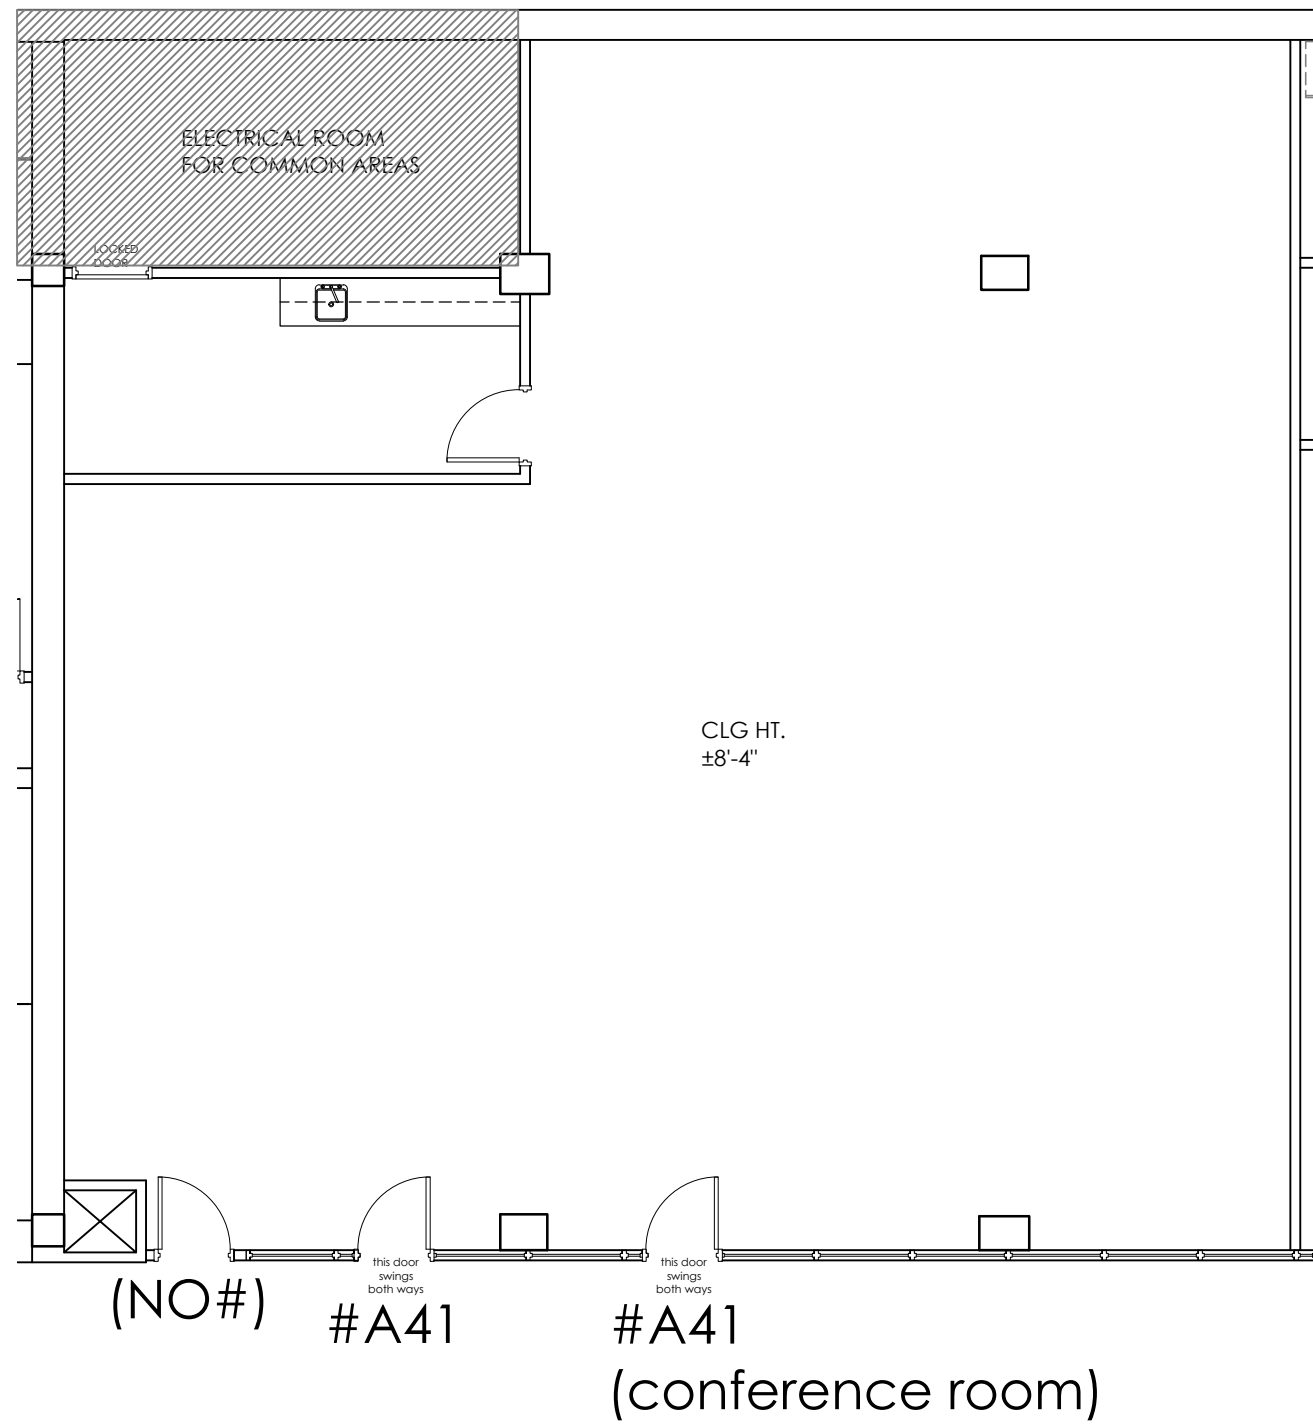 ELECTRICAL ROOM
FOR COMMON AREAS
LOCKED
DOOR
CLG HT.
±8'-4"
this door
swings
both ways
this door
swings
both ways
(NO#)
#A41
#A41
(conference room)